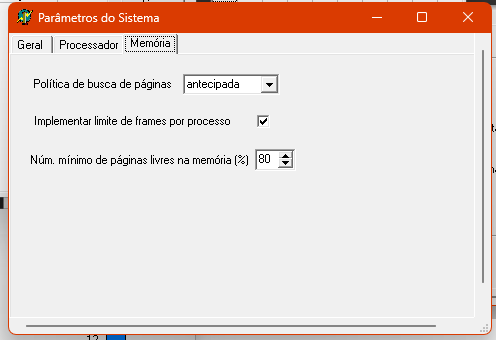 Parâmetros do Sistema
Geral Processador Memória
Política de busca de páginas antecipada
Implementar limite de frames por processo
Núm. mínimo de páginas livres na memória (%) 80
12